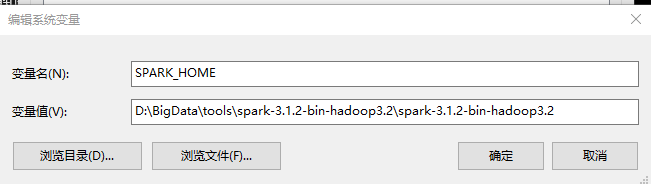 编辑系统变量
变量名(N): SPARK_HOME
变量值(V): D:\BigData\tools\spark-3.1.2-bin-hadoop3.2\spark-3.1.2-bin-hadoop3.2
浏览目录(D)... 浏览文件(F)... 确定 取消